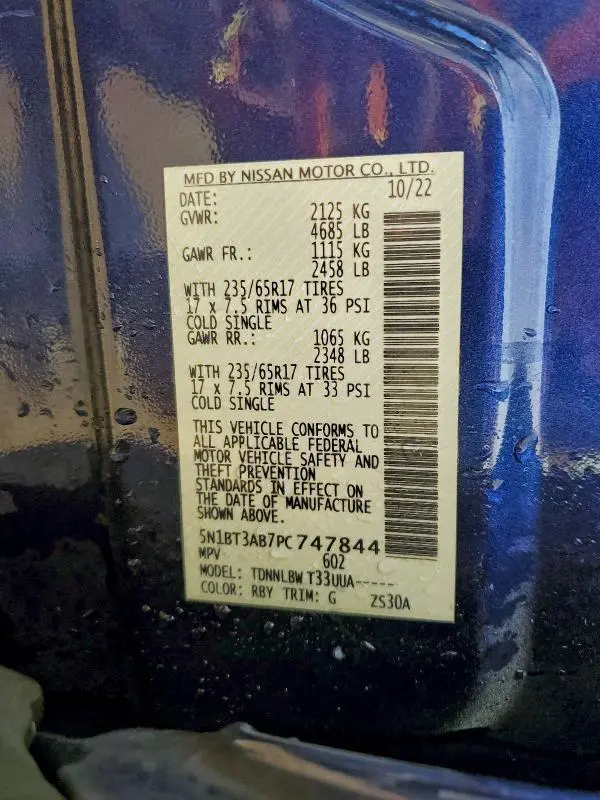 MFD BY NISSAN MOTOR CO., LTD.
DATE: 10/22
GVWR: 2125 KG
4685 LB
GAWR FR.: 1115 KG
2458 LB
WITH 235/65R17 TIRES
17 x 7.5 RIMS AT 36 PSI
COLD SINGLE
GAWR RR.: 1065 KG
2348 LB
WITH 235/65R17 TIRES
17 x 7.5 RIMS AT 33 PSI
COLD SINGLE
THIS VEHICLE CONFORMS TO
ALL APPLICABLE FEDERAL
MOTOR VEHICLE SAFETY AND
THEFT PREVENTION
STANDARDS IN EFFECT ON
THE DATE OF MANUFACTURE
SHOWN ABOVE.
5N1BT3AB7PC747844
MPV 602
MODEL: TDNNLBW T33UUA-----
COLOR: RBY TRIM: G ZS30A